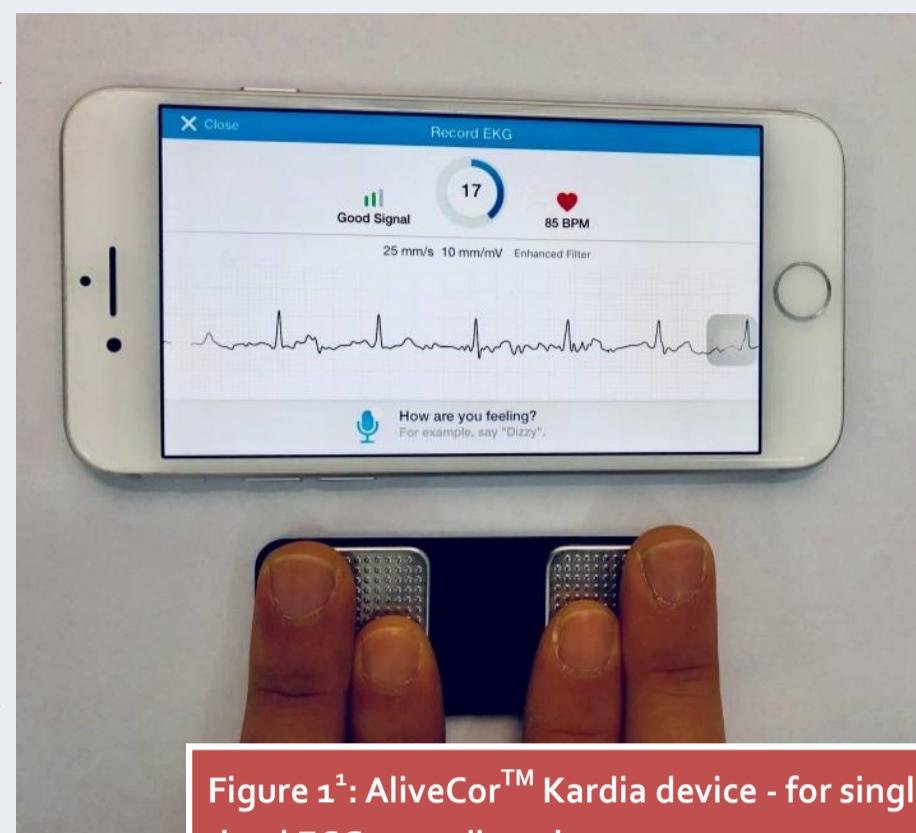 Close
Record EKG
17
Good Signal
85 BPM
25 mm/s 10 mm/mV Enhanced Filter
How are you feeling?
For example, say "Dizzy".
Figure 1¹: AliveCor™ Kardia device - for singl